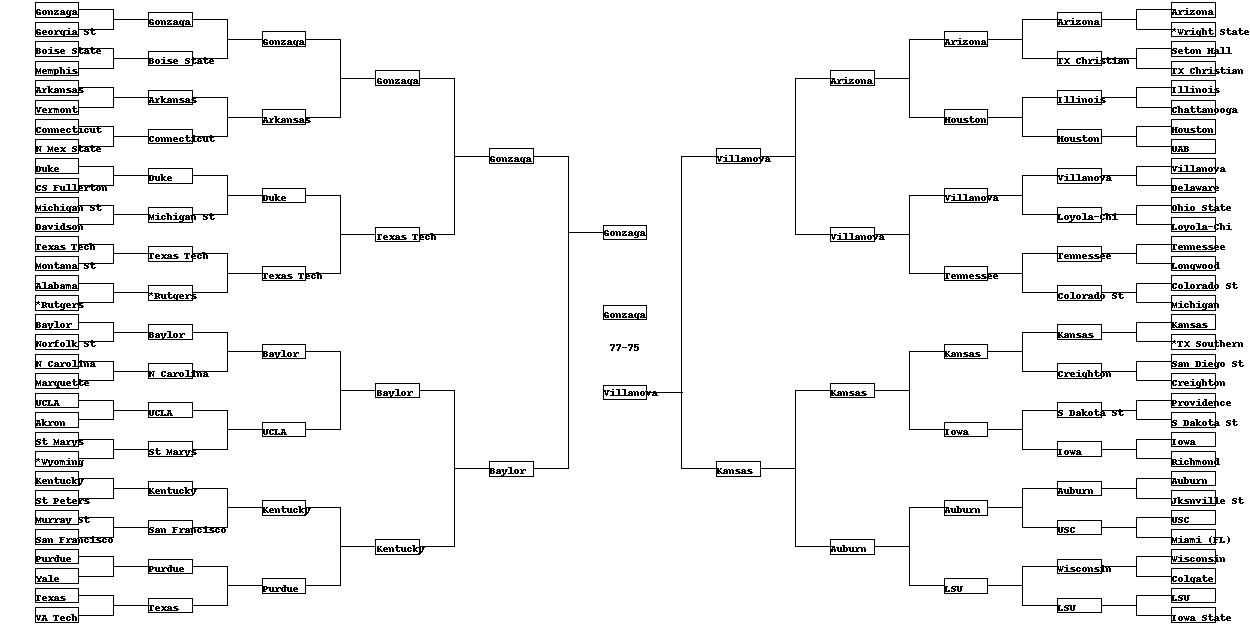 Gonzaga
Georgia St
Boise State
Memphis
Arkansas
Vermont
Connecticut
N Mex State
Duke
CS Fullerton
Michigan St
Davidson
Texas Tech
Montana St
Alabama
*Rutgers
Baylor
Norfolk St
N Carolina
Marquette
UCLA
Akron
St Marys
*Wyoming
Kentucky
St Peters
Murray St
San Francisco
Purdue
Yale
Texas
VA Tech
Gonzaga
Boise State
Arkansas
Connecticut
Duke
Michigan St
Texas Tech
*Rutgers
Baylor
N Carolina
UCLA
St Marys
Kentucky
San Francisco
Purdue
Texas
Gonzaga
Arkansas
Duke
Texas Tech
Baylor
UCLA
Kentucky
Purdue
Gonzaga
Texas Tech
Baylor
Kentucky
Gonzaga
Baylor
Gonzaga
Gonzaga
77-75
Villanova
Villanova
Kansas
Arizona
Villanova
Kansas
Auburn
Arizona
Houston
Villanova
Tennessee
Kansas
Iowa
Auburn
LSU
Arizona
TX Christian
Illinois
Houston
Villanova
Loyola-Chi
Tennessee
Colorado St
Kansas
Creighton
S Dakota St
Iowa
Auburn
USC
Wisconsin
LSU
Arizona
*Wright State
Seton Hall
TX Christian
Illinois
Chattanooga
Houston
UAB
Villanova
Delaware
Ohio State
Loyola-Chi
Tennessee
Longwood
Colorado St
Michigan
Kansas
*TX Southern
San Diego St
Creighton
Providence
S Dakota St
Iowa
Richmond
Auburn
Jksnville St
USC
Miami (FL)
Wisconsin
Colgate
LSU
Iowa State